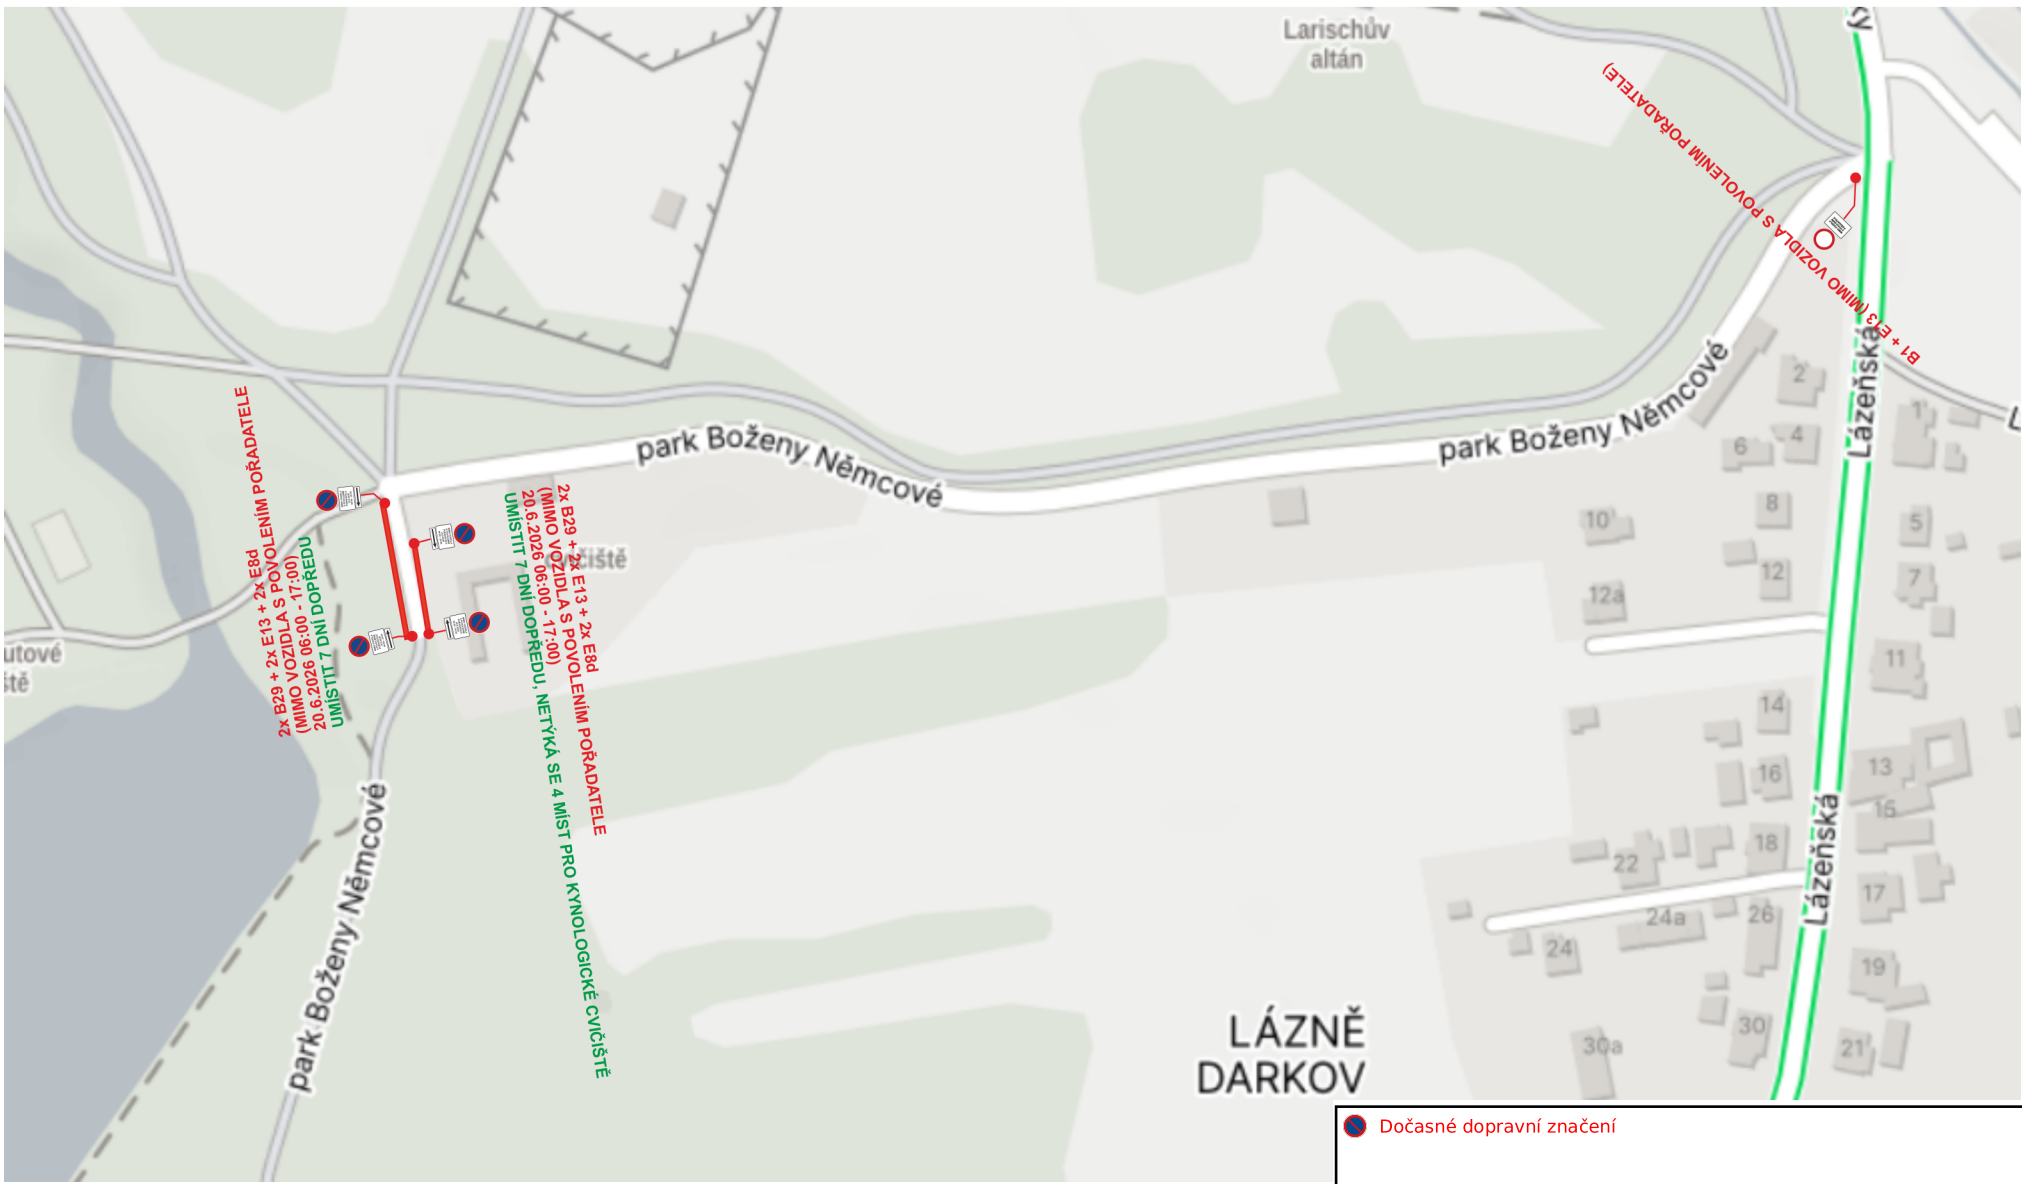 Larischův
altán
ky
B1 + E13 (MIMO VOZIDLA S POVOLENÍM POŘADATELE)
Lázeňská
park Boženy Němcové
park Boženy Němcové
2x B29 + 2x E13 + 2x E8d
(MIMO VOZIDLA S POVOLENÍM POŘADATELE
20.6.2026 06:00 - 17:00)
UMÍSTIT 7 DNÍ DOPŘEDU
2x B29 + 2x E13 + 2x E8d
(MIMO VOZIDLA S POVOLENÍM POŘADATELE
20.6.2026 06:00 - 17:00)
UMÍSTIT 7 DNÍ DOPŘEDU, NETÝKÁ SE 4 MÍST PRO KYNOLOGICKÉ CVIČIŠTĚ
cvičiště
utové
ště
2
1
4
6
L
8
10
5
12
12a
7
11
14
16
13
15
18
22
17
24a
26
24
19
30
30a
21
Lázeňská
park Boženy Němcové
LÁZNĚ
DARKOV
Dočasné dopravní značení